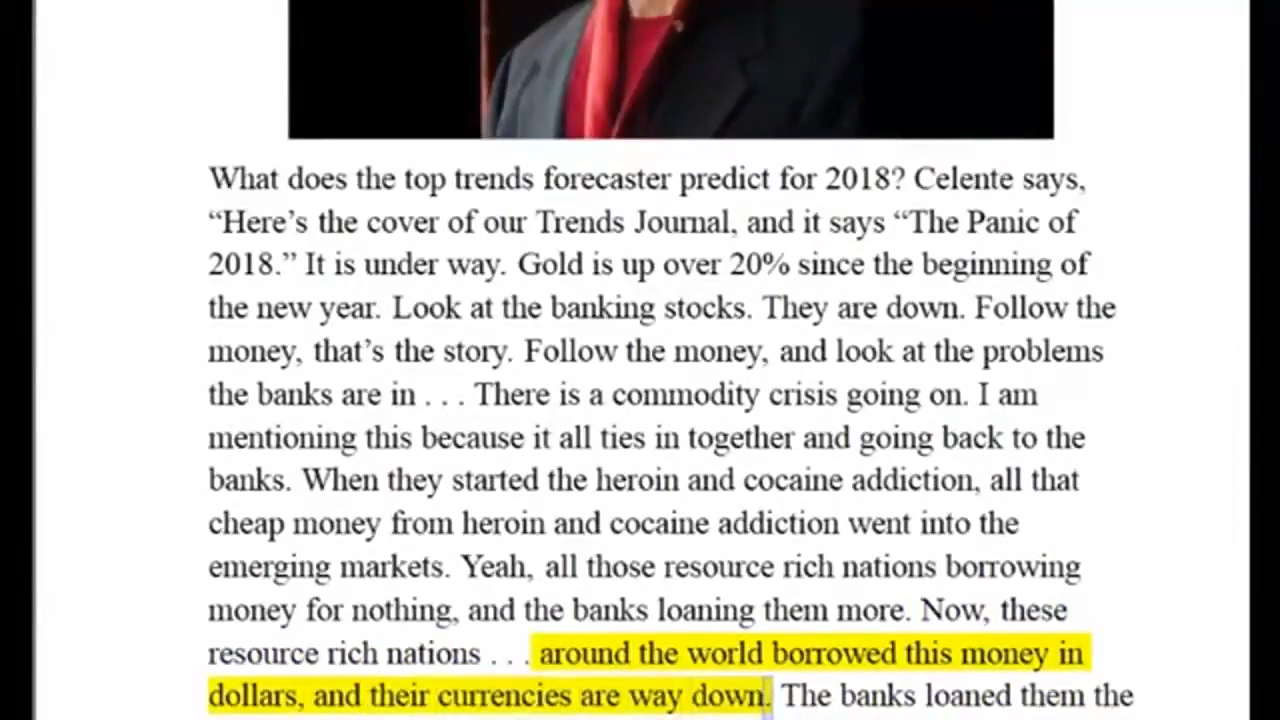 What does the top trends forecaster predict for 2018? Celente says,
“Here’s the cover of our Trends Journal, and it says “The Panic of
2018.” It is under way. Gold is up over 20% since the beginning of
the new year. Look at the banking stocks. They are down. Follow the
money, that’s the story. Follow the money, and look at the problems
the banks are in . . . There is a commodity crisis going on. I am
mentioning this because it all ties in together and going back to the
banks. When they started the heroin and cocaine addiction, all that
cheap money from heroin and cocaine addiction went into the
emerging markets. Yeah, all those resource rich nations borrowing
money for nothing, and the banks loaning them more. Now, these
resource rich nations . . . around the world borrowed this money in
dollars, and their currencies are way down. The banks loaned them the